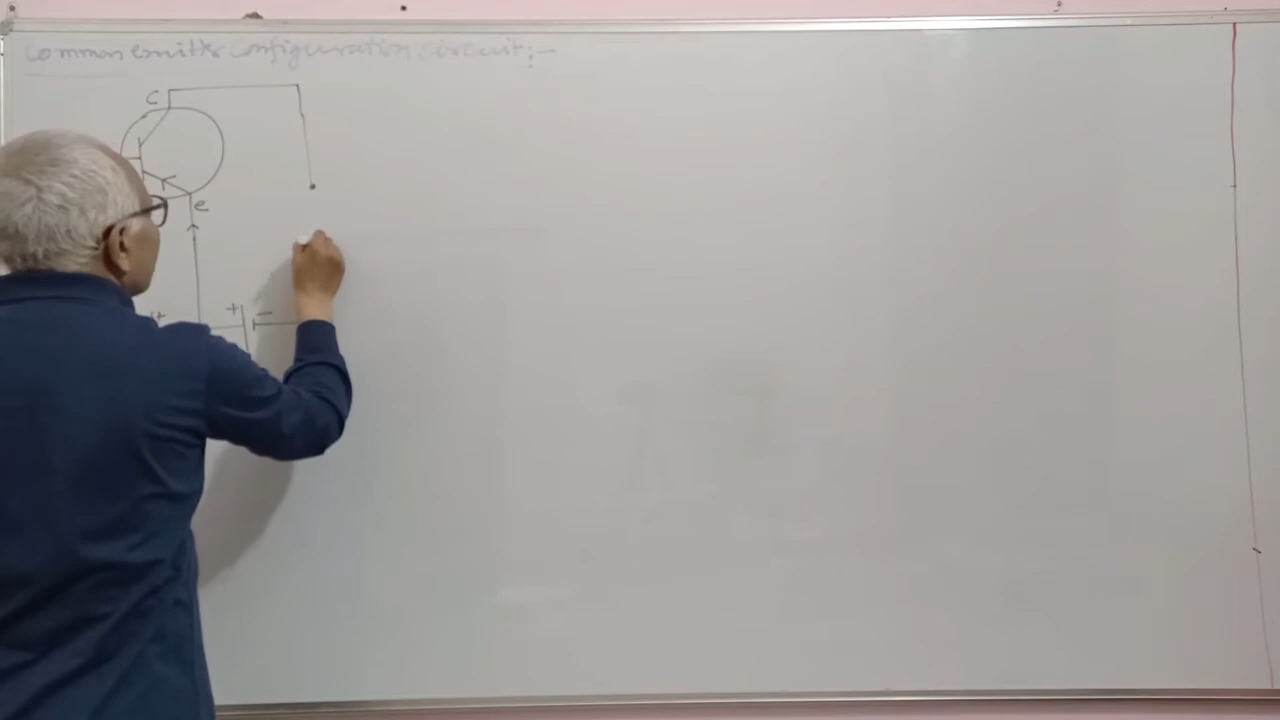 common emitter configuration circuit:-
C
e
+
+ -